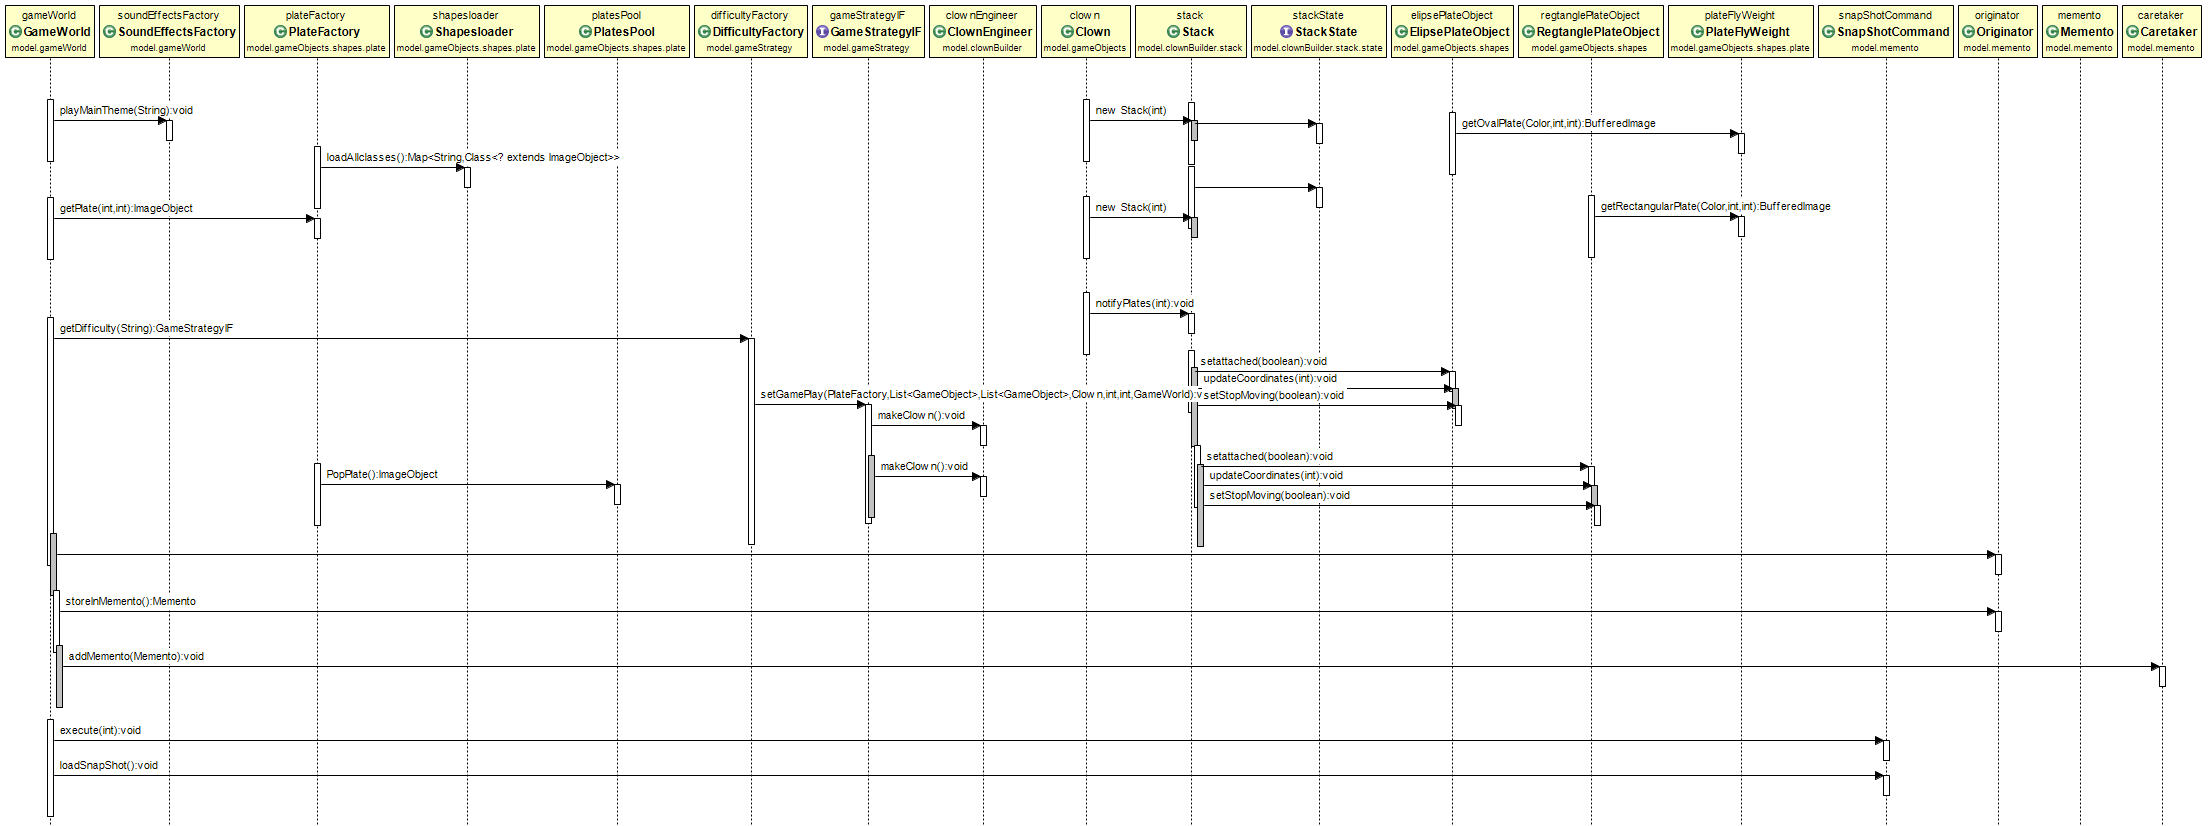 gameWorld
GameWorld
model.gameWorld
soundEffectsFactory
SoundEffectsFactory
model.gameWorld
plateFactory
PlateFactory
model.gameObjects.shapes.plate
shapesloader
Shapesloader
model.gameObjects.shapes.plate
platesPool
PlatesPool
model.gameObjects.shapes.plate
difficultyFactory
DifficultyFactory
model.gameStrategy
gameStrategyIF
GameStrategyIF
model.gameStrategy
clownEngineer
ClownEngineer
model.clownBuilder
clown
Clown
model.gameObjects
stack
Stack
model.clownBuilder.stack
stackState
StackState
model.clownBuilder.stack.state
elipsePlateObject
ElipsePlateObject
model.gameObjects.shapes
regtanglePlateObject
RegtanglePlateObject
model.gameObjects.shapes
plateFlyWeight
PlateFlyWeight
model.gameObjects.shapes.plate
snapShotCommand
SnapShotCommand
model.memento
originator
Originator
model.memento
memento
Memento
model.memento
caretaker
Caretaker
model.memento
playMainTheme(String):void
new Stack(int)
getOvalPlate(Color,int,int):BufferedImage
loadAllclasses():Map<String,Class<? extends ImageObject>>
getPlate(int,int):ImageObject
new Stack(int)
getRectangularPlate(Color,int,int):BufferedImage
notifyPlates(int):void
getDifficulty(String):GameStrategyIF
setattached(boolean):void
updateCoordinates(int):void
setGamePlay(PlateFactory,List<GameObject>,List<GameObject>,Clown,int,int,GameWorld):v
setStopMoving(boolean):void
makeClown():void
setattached(boolean):void
makeClown():void
PopPlate():ImageObject
updateCoordinates(int):void
setStopMoving(boolean):void
storeInMemento():Memento
addMemento(Memento):void
execute(int):void
loadSnapShot():void